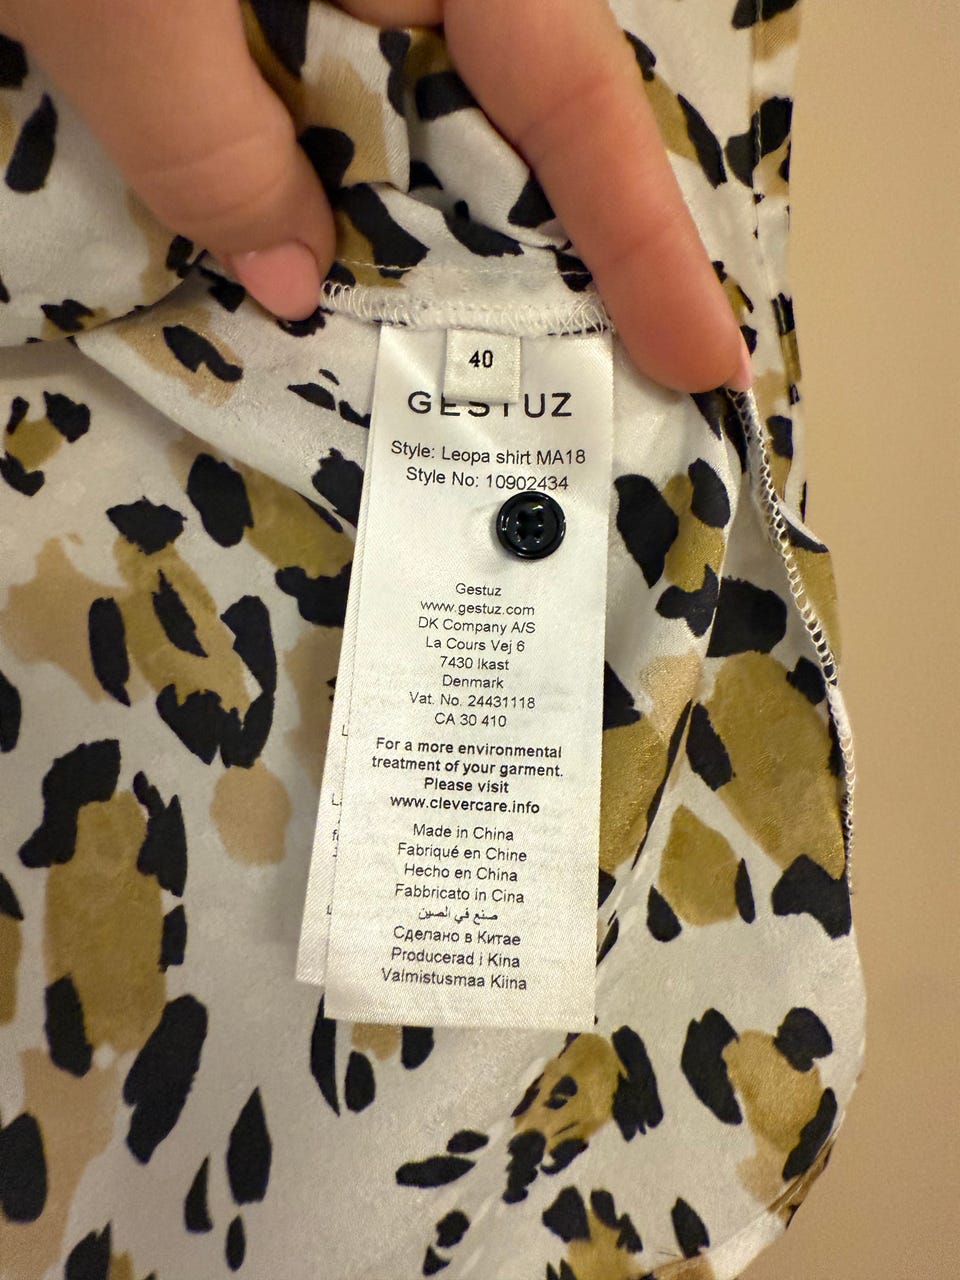 40
GESTUZ
Style: Leopa shirt MA18
Style No: 10902434
Gestuz
www.gestuz.com
DK Company A/S
La Cours Vej 6
7430 Ikast
Denmark
Vat. No. 24431118
CA 30 410
For a more environmental
treatment of your garment.
Please visit
www.clevercare.info
Made in China
Fabriqué en Chine
Hecho en China
Fabbricato in Cina
صنع في الصين
Сделано в Китае
Producerad i Kina
Valmistusmaa Kiina